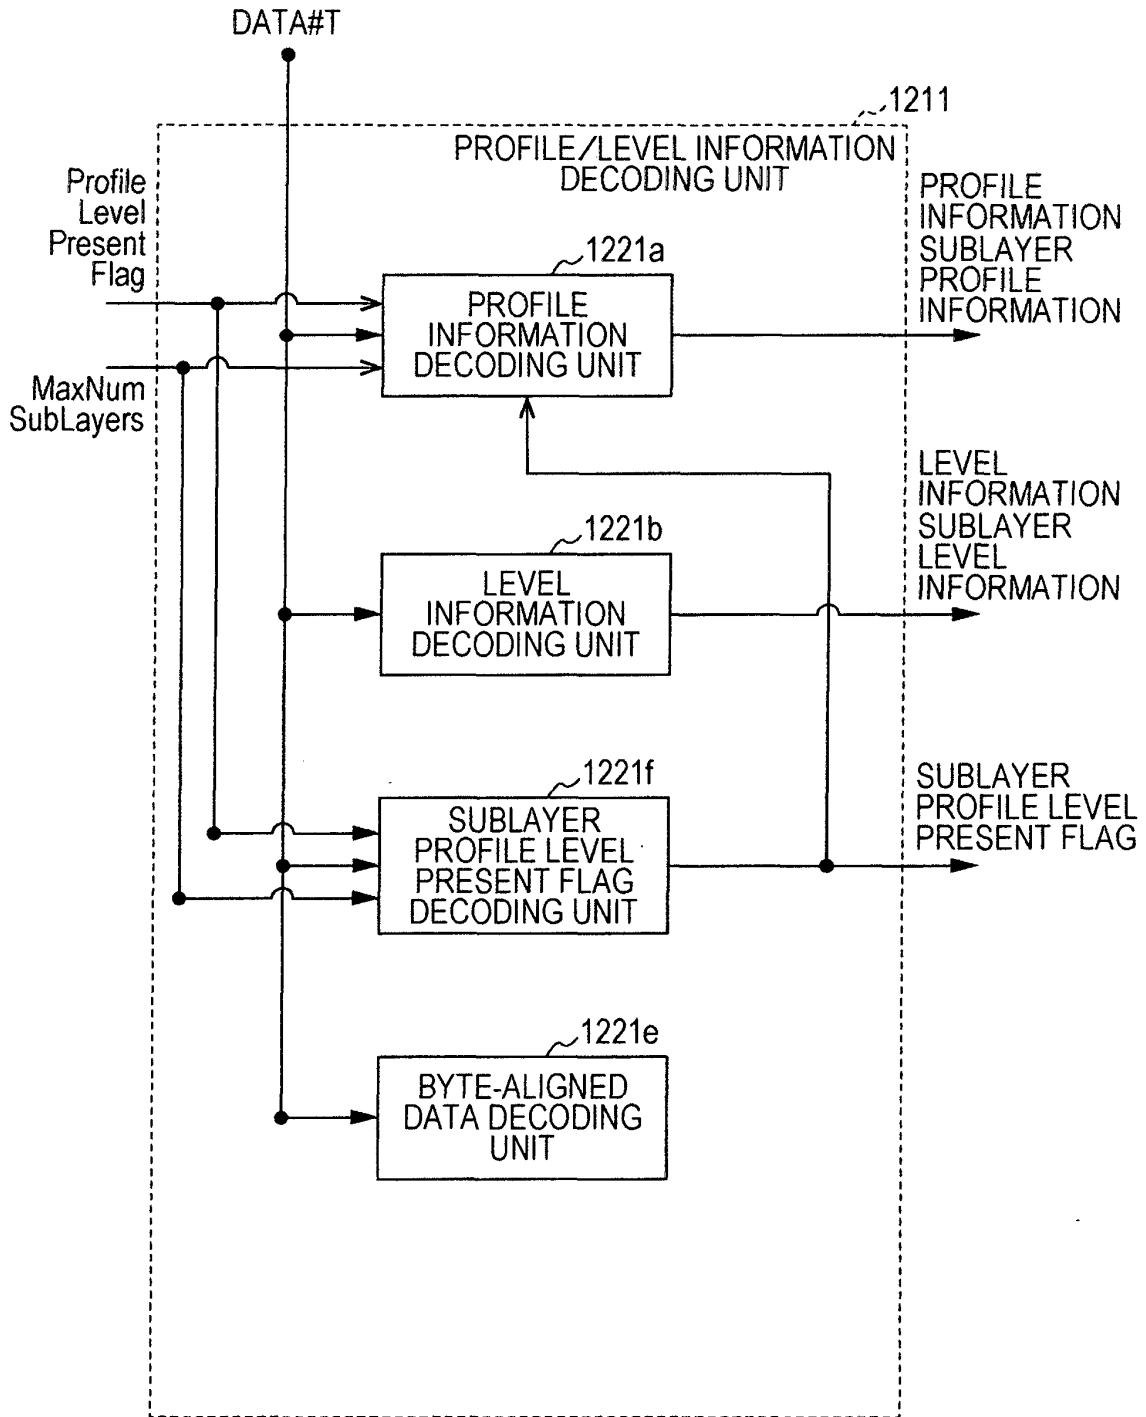 DATA#T
1211
PROFILE/LEVEL INFORMATION
DECODING UNIT
Profile
Level
Present
Flag
MaxNum
SubLayers
1221a
PROFILE
INFORMATION
DECODING UNIT
PROFILE
INFORMATION
SUBLAYER
PROFILE
INFORMATION
1221b
LEVEL
INFORMATION
DECODING UNIT
LEVEL
INFORMATION
SUBLAYER
LEVEL
INFORMATION
1221f
SUBLAYER
PROFILE LEVEL
PRESENT FLAG
DECODING UNIT
SUBLAYER
PROFILE LEVEL
PRESENT FLAG
1221e
BYTE-ALIGNED
DATA DECODING
UNIT